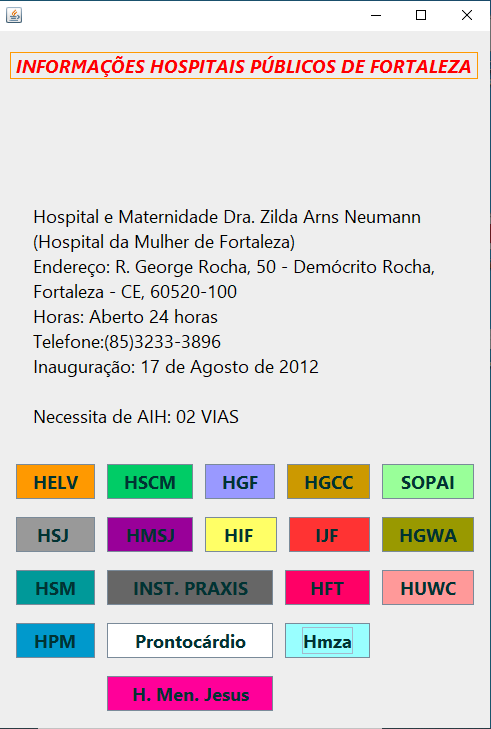 INFORMAÇÕES HOSPITAIS PÚBLICOS DE FORTALEZA
Hospital e Maternidade Dra. Zilda Arns Neumann
(Hospital da Mulher de Fortaleza)
Endereço: R. George Rocha, 50 - Demócrito Rocha,
Fortaleza - CE, 60520-100
Horas: Aberto 24 horas
Telefone:(85)3233-3896
Inauguração: 17 de Agosto de 2012
Necessita de AIH: 02 VIAS
HELV HSCM HGF HGCC SOPAI
HSJ HMSJ HIF IJF HGWA
HSM INST. PRAXIS HFT HUWC
HPM Prontocárdio Hmza
H. Men. Jesus